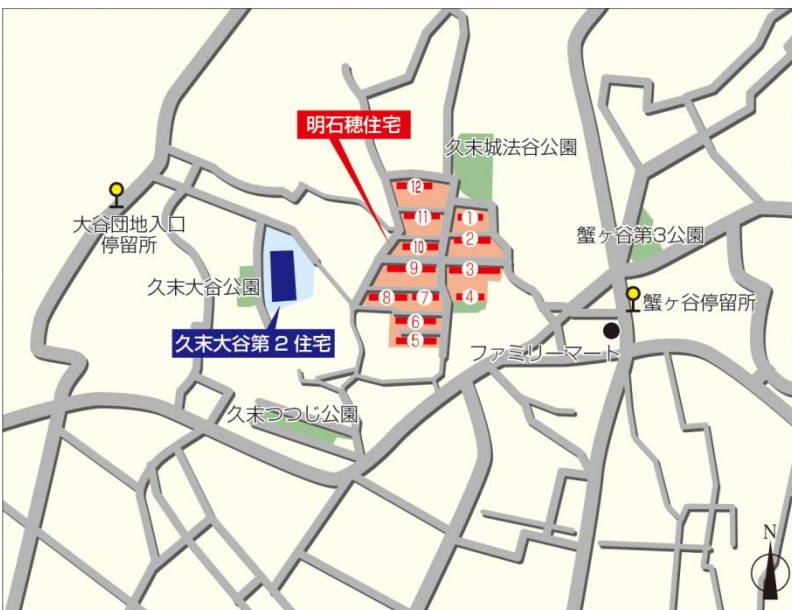 明石穂住宅
久末城法谷公園
⑫
①
⑪
②
大谷団地入口
停留所
蟹ヶ谷第3公園
⑩
⑨
③
久末大谷公園
⑧
⑦
④
蟹ヶ谷停留所
⑥
久末大谷第2住宅
⑤
ファミリーマート
久末つつじ公園
N